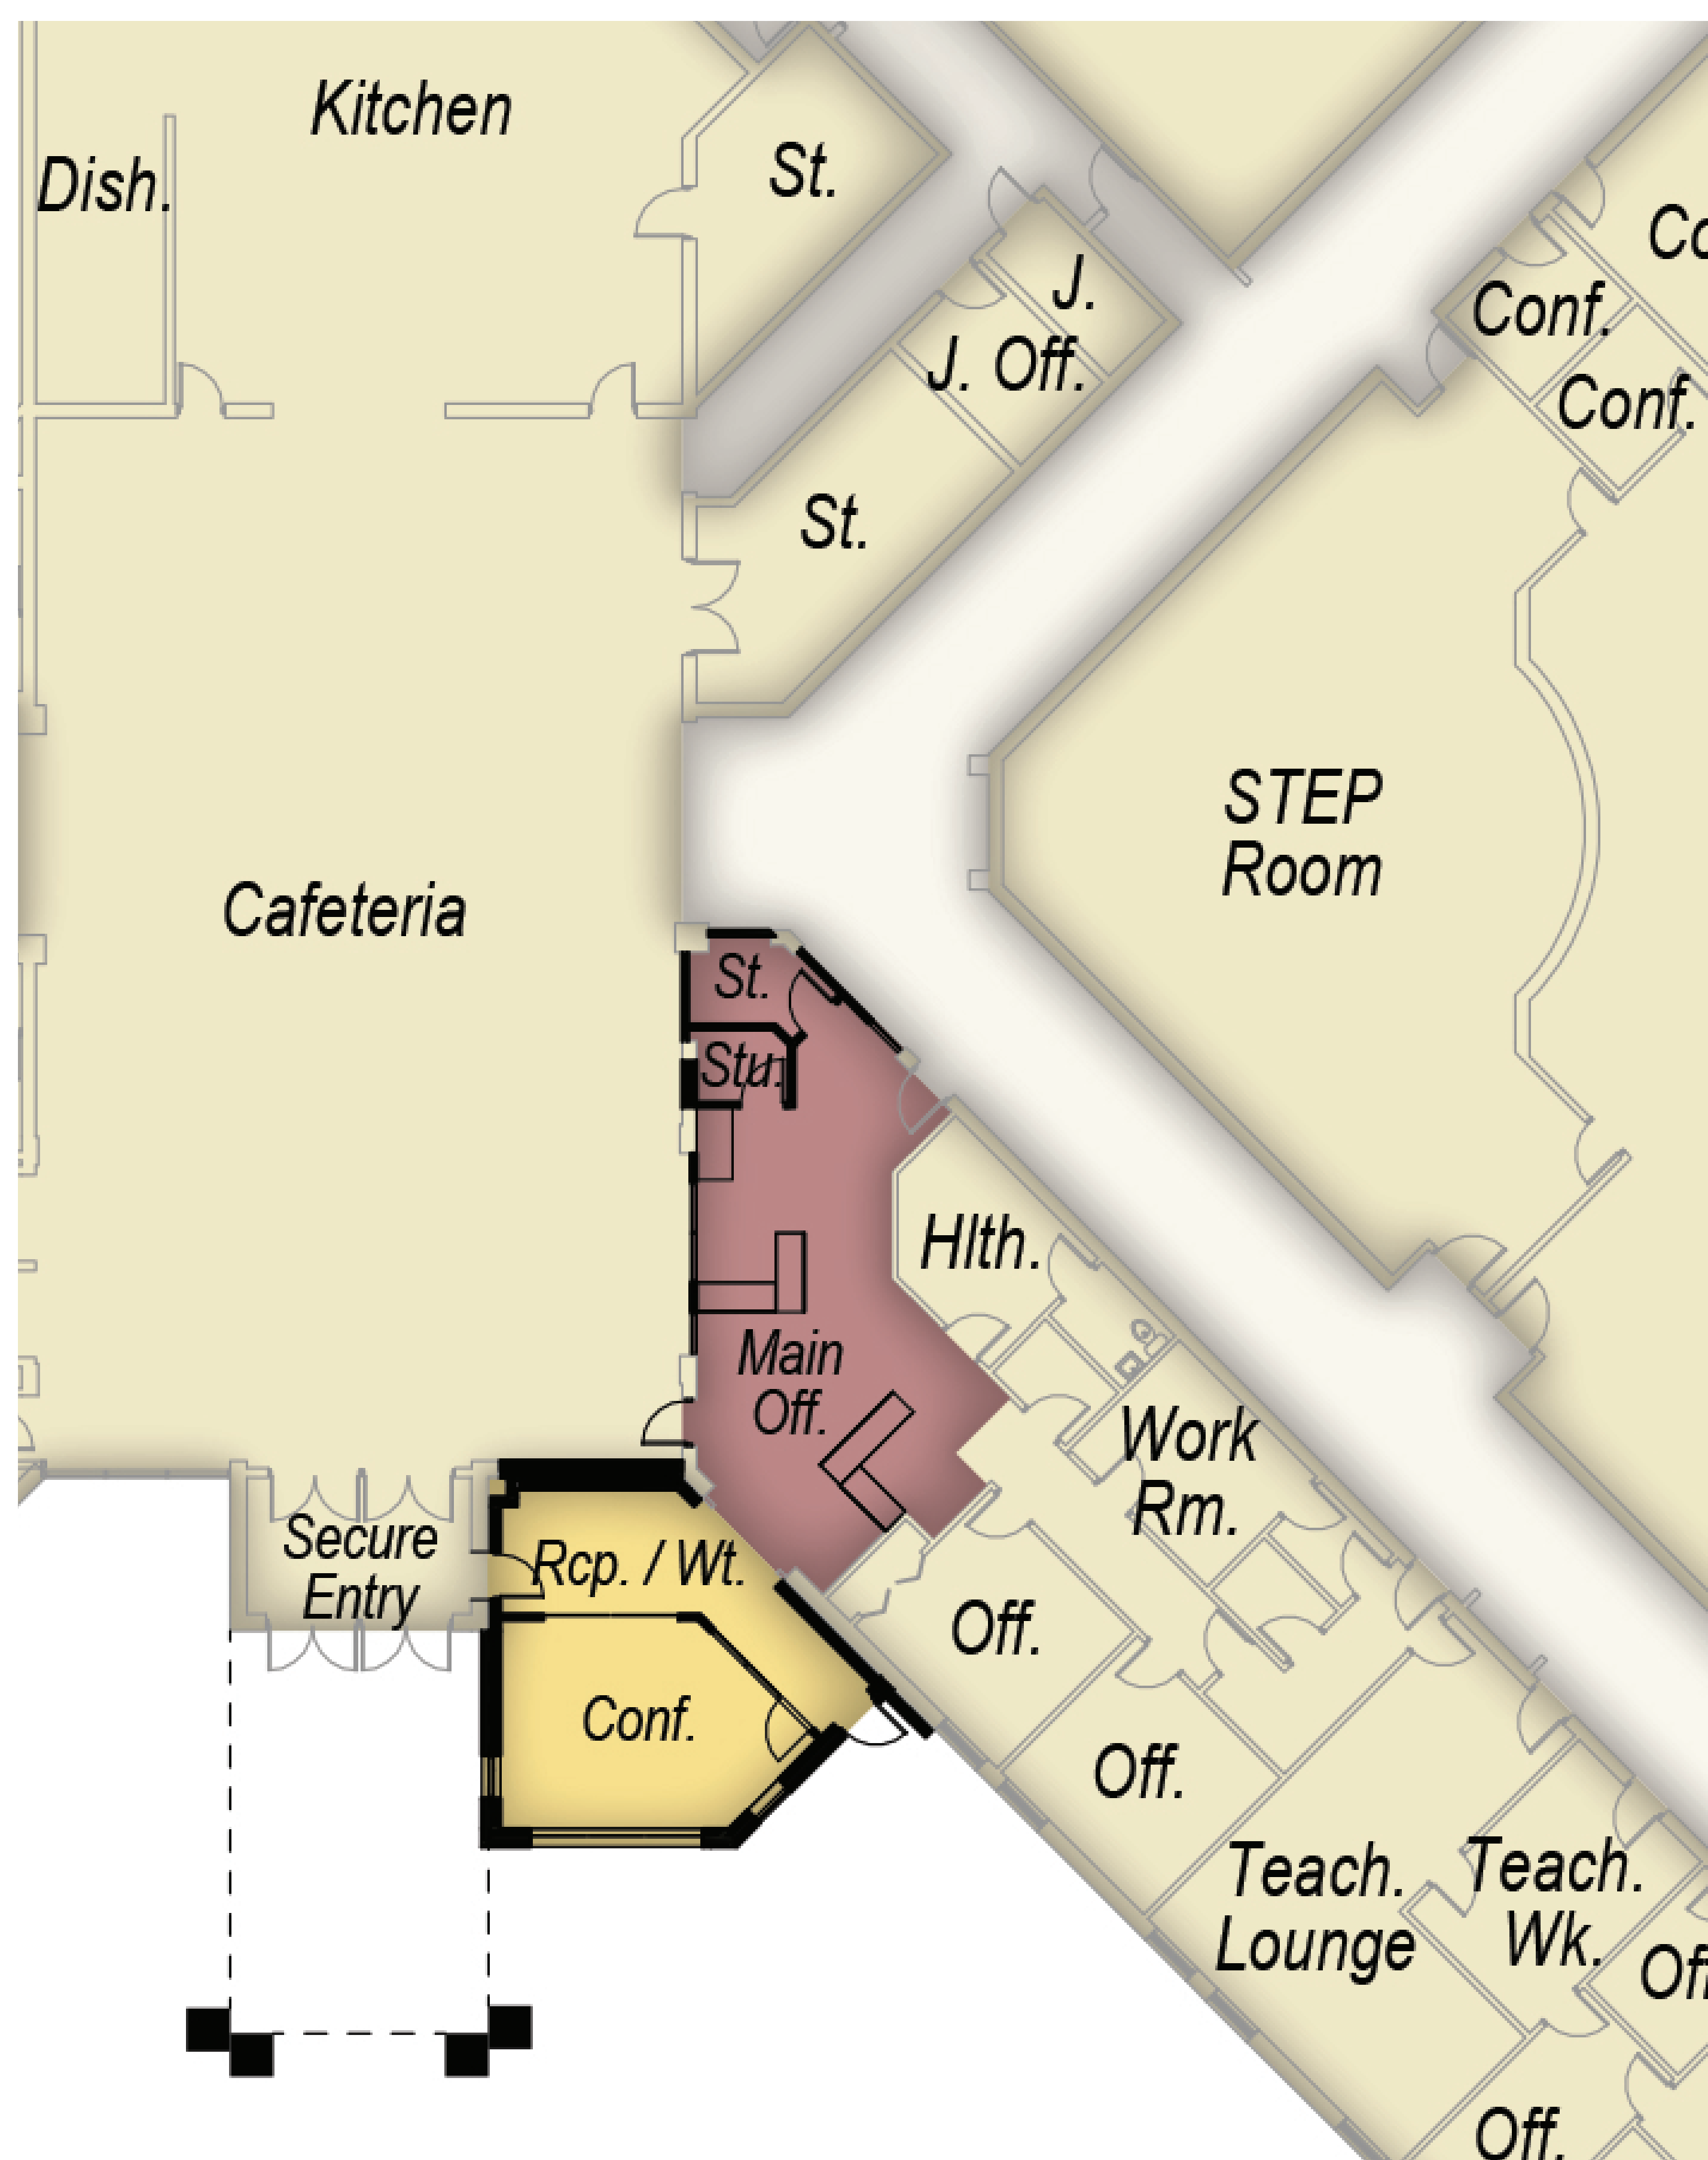 Kitchen
Dish.
St.
J.
J. Off.
St.
Conf.
Conf.
STEP
Room
Cafeteria
St.
Stu.
Hlth.
Main
Off.
Work
Rm.
Secure
Entry
Rcp. / Wt.
Off.
Conf.
Off.
Teach.
Lounge
Teach.
Wk.
Off.